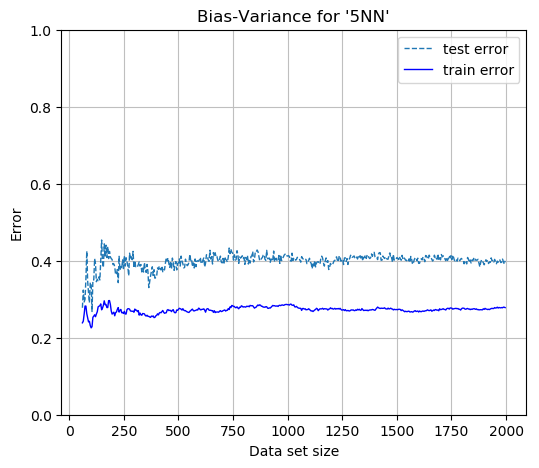 Bias-Variance for '5NN'
test error
train error
Error
1.0
0.8
0.6
0.4
0.2
0.0
0 250 500 750 1000 1250 1500 1750 2000
Data set size